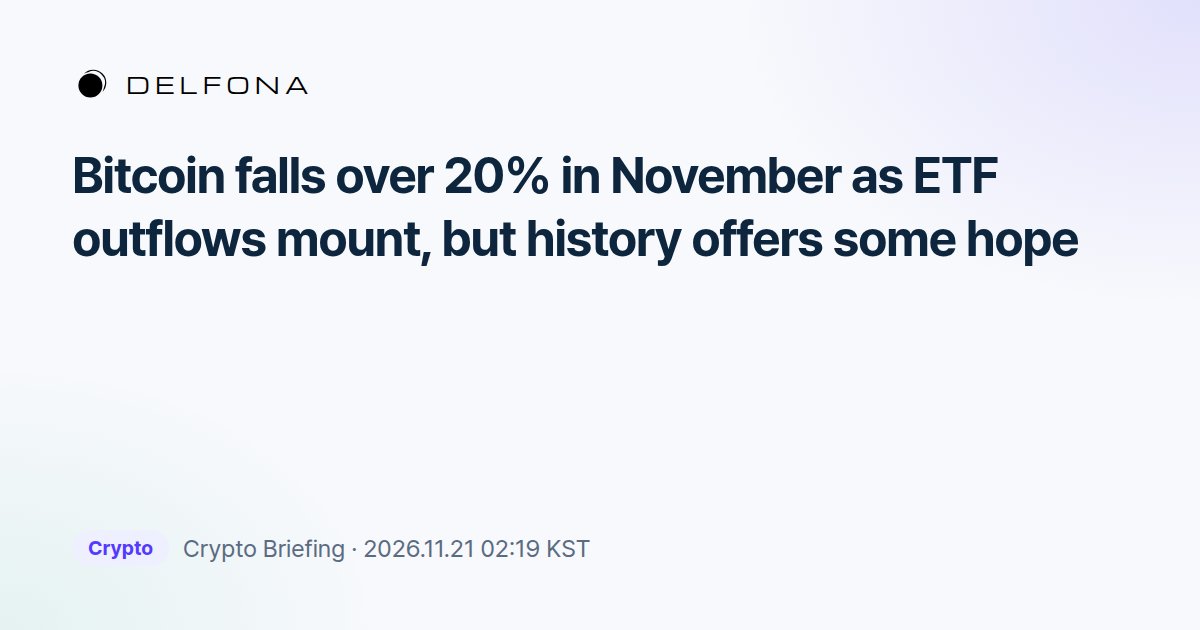 DELFONA
Bitcoin falls over 20% in November as ETF
outflows mount, but history offers some hope
Crypto Crypto Briefing · 2026.11.21 02:19 KST